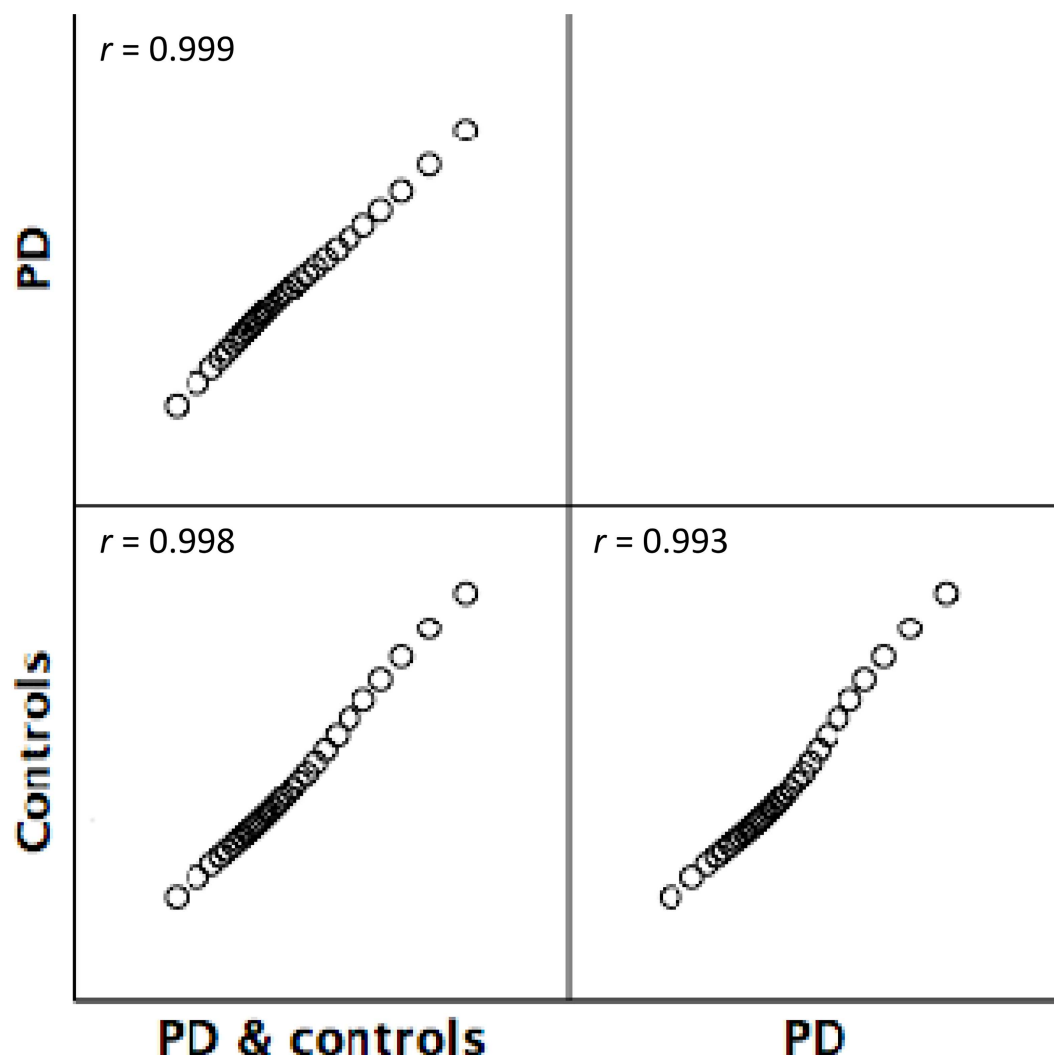 r = 0.999
PD
r = 0.998
r = 0.993
Controls
PD & controls
PD